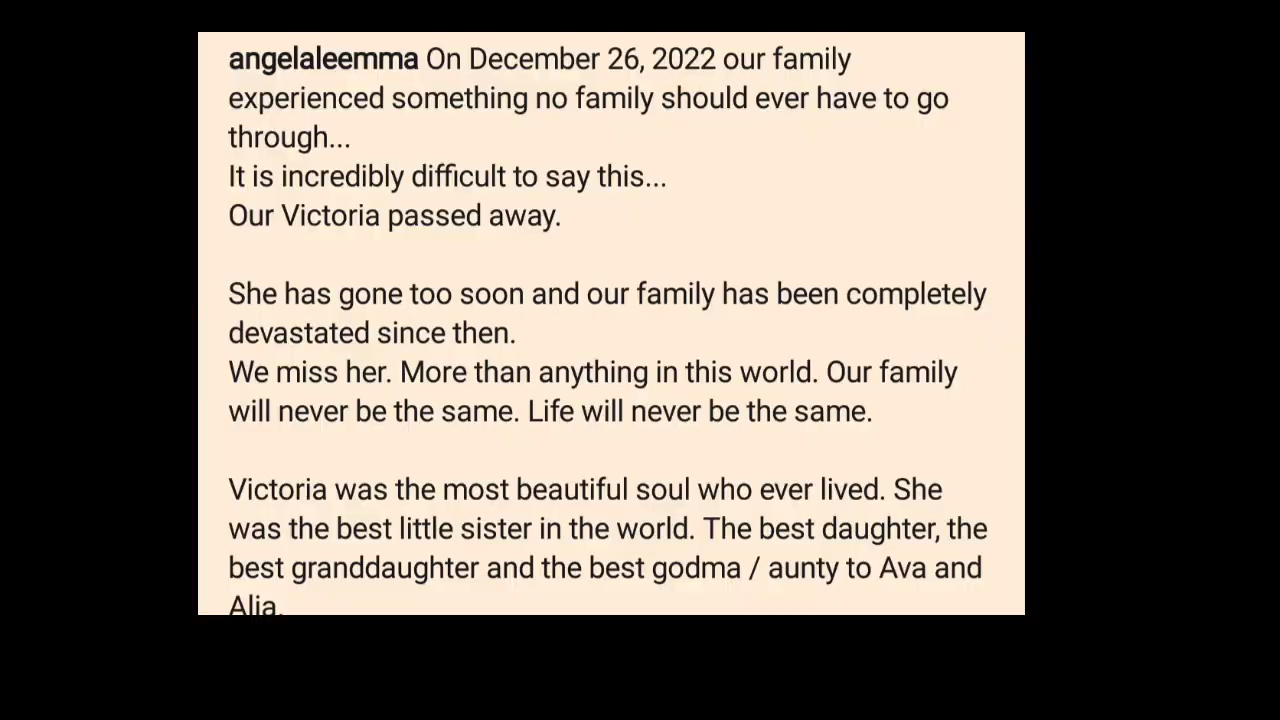 angelaleemma On December 26, 2022 our family
experienced something no family should ever have to go
through...
It is incredibly difficult to say this...
Our Victoria passed away.
She has gone too soon and our family has been completely
devastated since then.
We miss her. More than anything in this world. Our family
will never be the same. Life will never be the same.
Victoria was the most beautiful soul who ever lived. She
was the best little sister in the world. The best daughter, the
best granddaughter and the best godma / aunty to Ava and
Alia.